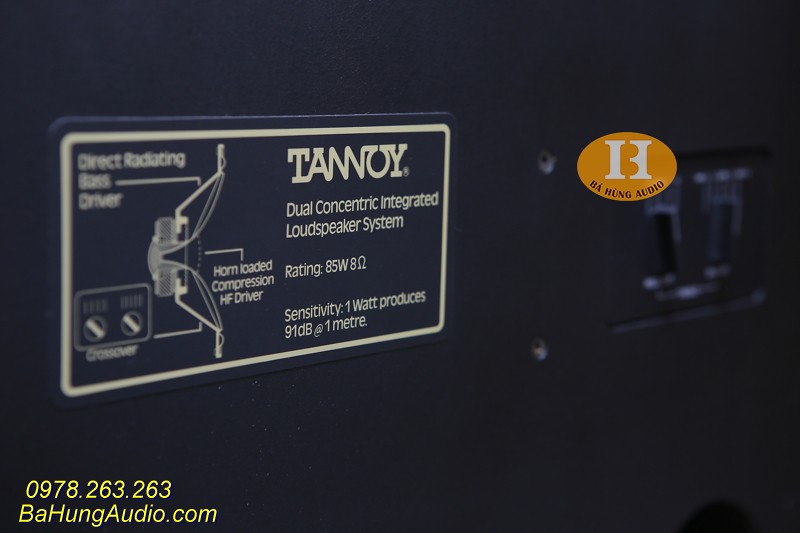 Direct Radiating
Bass
Driver
TANNOY®
Dual Concentric Integrated
Loudspeaker System
Rating: 85W 8Ω
Horn loaded
Compression
HF Driver
Sensitivity: 1 Watt produces
91dB @ 1 metre.
Crossover
BÁ HÙNG AUDIO
0978.263.263
BaHungAudio.com